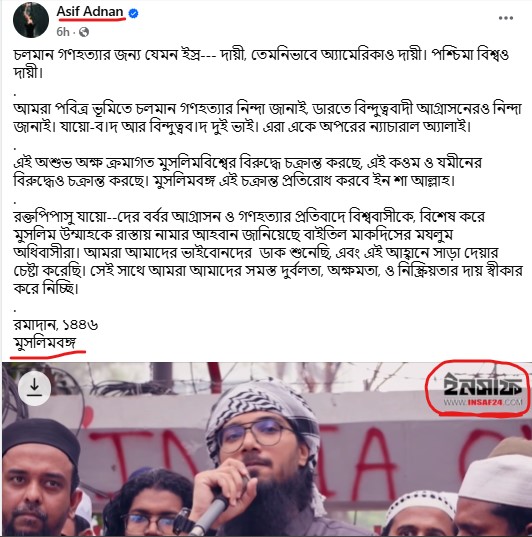 Asif Adnan
6h
চলমান গণহত্যার জন্য যেমন ইস্র--- দায়ী, তেমনিভাবে অ্যামেরিকাও দায়ী। পশ্চিমা বিশ্বও
দায়ী।
.
আমরা পবিত্র ভূমিতে চলমান গণহত্যার নিন্দা জানাই, ডারতে বিন্দুত্ববাদী আগ্রাসনেরও নিন্দা
জানাই। যায়ো-ব।দ আর বিন্দুত্বব।দ দুই ভাই। এরা একে অপরের ন্যাচারাল অ্যালাই।
.
এই অশুভ অক্ষ ক্রমাগত মুসলিমবিশ্বের বিরুদ্ধে চক্রান্ত করছে, এই কওম ও যমীনের
বিরুদ্ধেও চক্রান্ত করছে। মুসলিমবঙ্গ এই চক্রান্ত প্রতিরোধ করবে ইন শা আল্লাহ।
.
রক্তপিপাসু যায়ো--দের বর্বর আগ্রাসন ও গণহত্যার প্রতিবাদে বিশ্ববাসীকে, বিশেষ করে
মুসলিম উম্মাহকে রাস্তায় নামার আহবান জানিয়েছে বাইতিল মাকদিসের মযলুম
অধিবাসীরা। আমরা আমাদের ভাইবোনদের ডাক শুনেছি, এবং এই আহ্বানে সাড়া দেয়ার
চেষ্টা করেছি। সেই সাথে আমরা আমাদের সমস্ত দুর্বলতা, অক্ষমতা, ও নিষ্ক্রিয়তার দায় স্বীকার
করে নিচ্ছি।
.
রমাদান, ১৪৪৬
মুসলিমবঙ্গ
ইনসাফ
WWW.INSAF24.COM